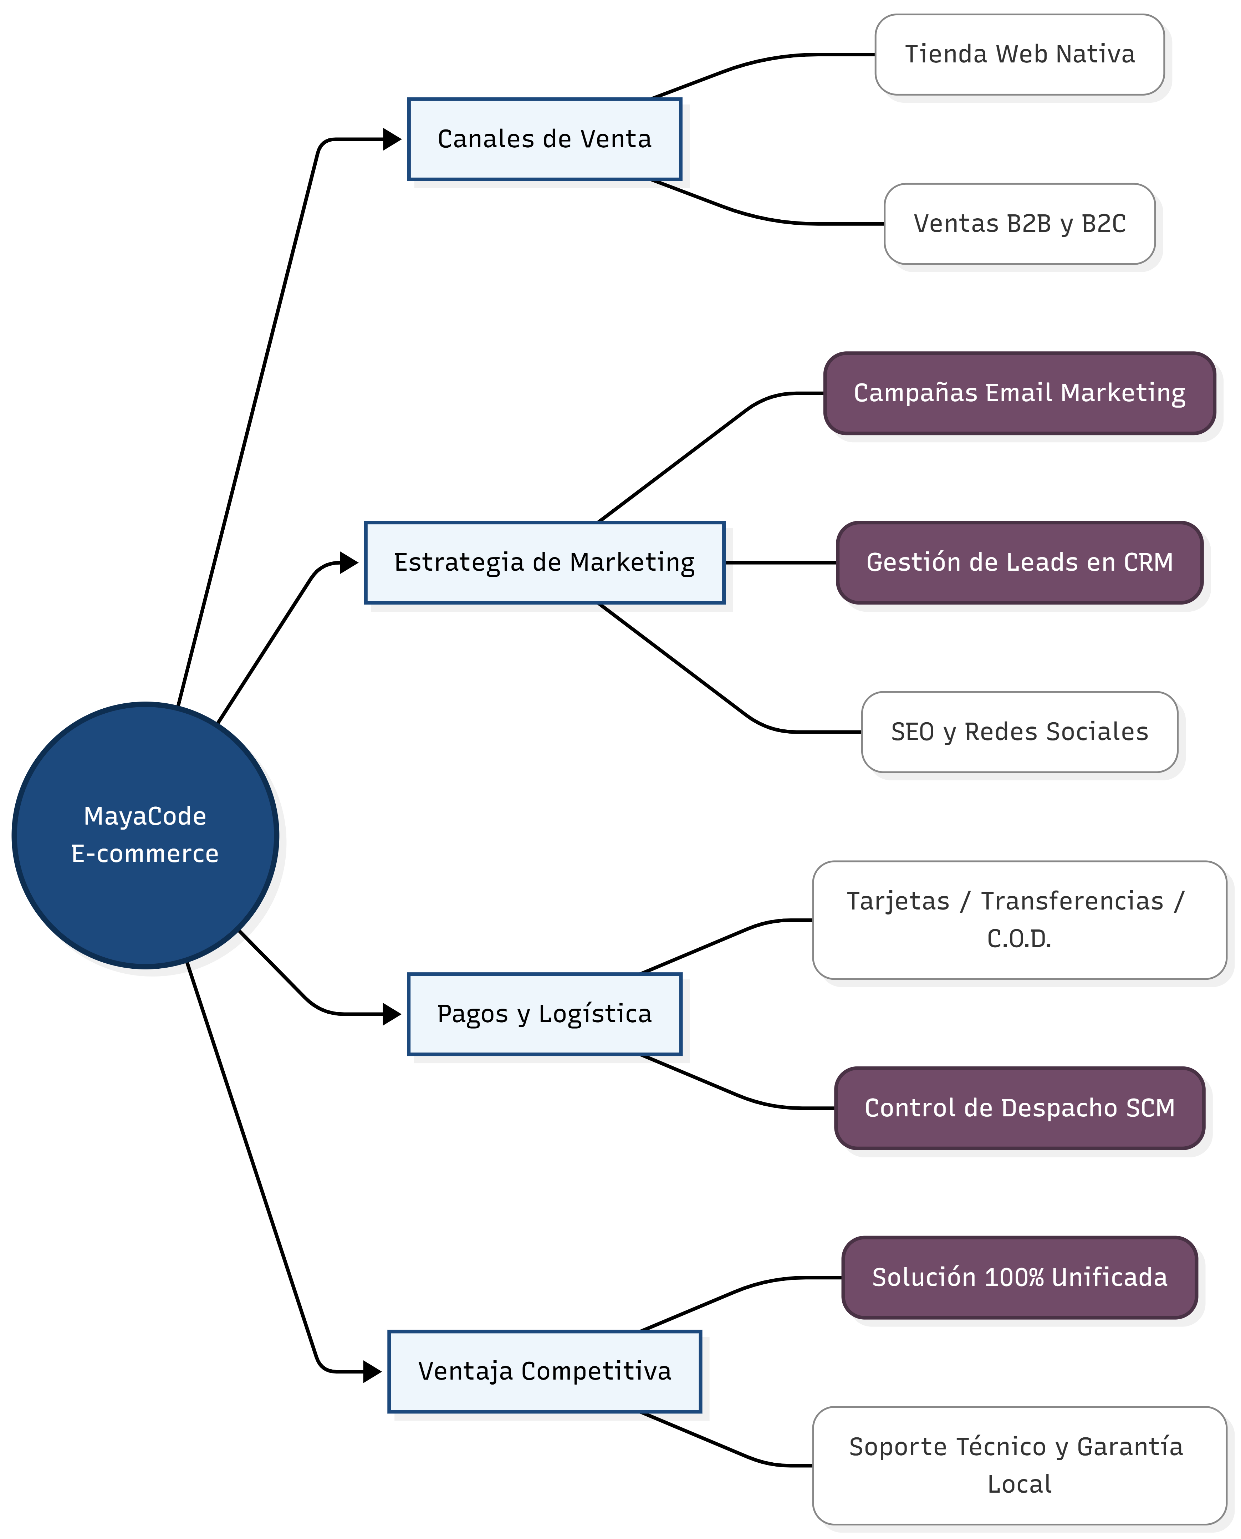 Tienda Web Nativa
Canales de Venta
Ventas B2B y B2C
Campañas Email Marketing
Estrategia de Marketing
Gestión de Leads en CRM
SEO y Redes Sociales
MayaCode
E-commerce
Tarjetas / Transferencias /
C.O.D.
Pagos y Logística
Control de Despacho SCM
Solución 100% Unificada
Ventaja Competitiva
Soporte Técnico y Garantía
Local